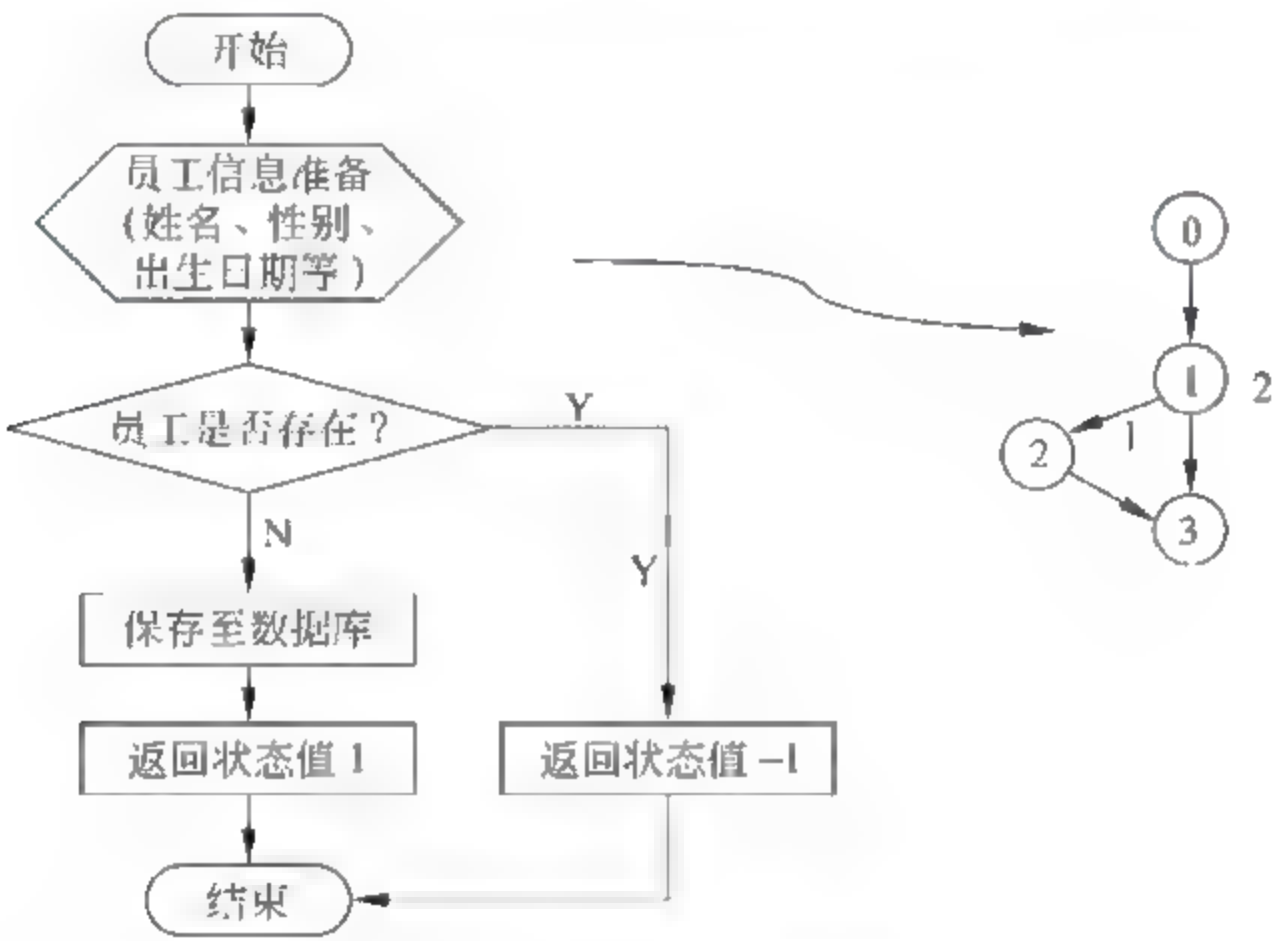 开始
员工信息准备
(姓名、性别、
出生日期等)
员工是否存在?
Y
N
Y
保存至数据库
返回状态值 1
返回状态值 -1
结束
0
1
2
2
1
3